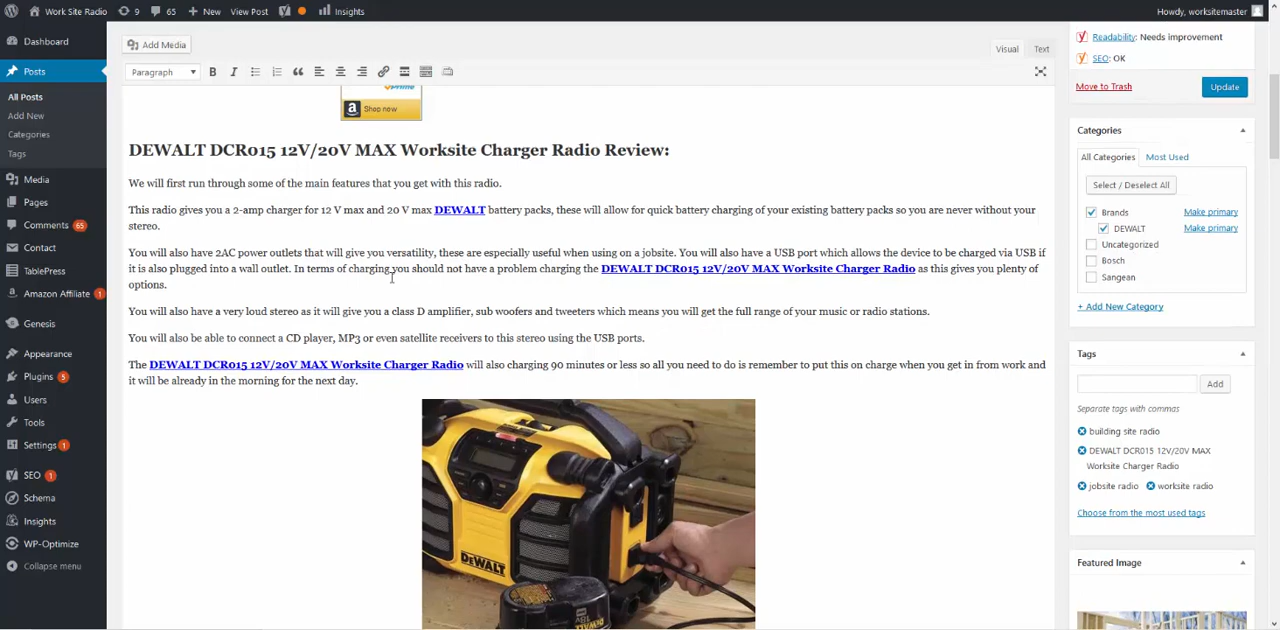 Work Site Radio 9 65 New View Post Insights Howdy, worksitemaster
Dashboard
Posts
All Posts
Add New
Categories
Tags
Media
Pages
Comments 65
Contact
TablePress
Amazon Affiliate 1
Genesis
Appearance
Plugins 5
Users
Tools
Settings 1
SEO 1
Schema
Insights
WP-Optimize
Collapse menu
Add Media
Visual Text
Paragraph B I
Prime
a Shop now
DEWALT DCR015 12V/20V MAX Worksite Charger Radio Review:
We will first run through some of the main features that you get with this radio.
This radio gives you a 2-amp charger for 12 V max and 20 V max DEWALT battery packs, these will allow for quick battery charging of your existing battery packs so you are never without your
stereo.
You will also have 2AC power outlets that will give you versatility, these are especially useful when using on a jobsite. You will also have a USB port which allows the device to be charged via USB if
it is also plugged into a wall outlet. In terms of charging you should not have a problem charging the DEWALT DCR015 12V/20V MAX Worksite Charger Radio as this gives you plenty of
options.
You will also have a very loud stereo as it will give you a class D amplifier, sub woofers and tweeters which means you will get the full range of your music or radio stations.
You will also be able to connect a CD player, MP3 or even satellite receivers to this stereo using the USB ports.
The DEWALT DCR015 12V/20V MAX Worksite Charger Radio will also charging 90 minutes or less so all you need to do is remember to put this on charge when you get in from work and
it will be already in the morning for the next day.
DEWALT
DEWALT
Readability: Needs improvement
SEO: OK
Move to Trash Update
Categories
All Categories Most Used
Select / Deselect All
Brands Make primary
DEWALT Make primary
Uncategorized
Bosch
Sangean
+ Add New Category
Tags
Add
Separate tags with commas
building site radio
DEWALT DCR015 12V/20V MAX
Worksite Charger Radio
jobsite radio worksite radio
Choose from the most used tags
Featured Image